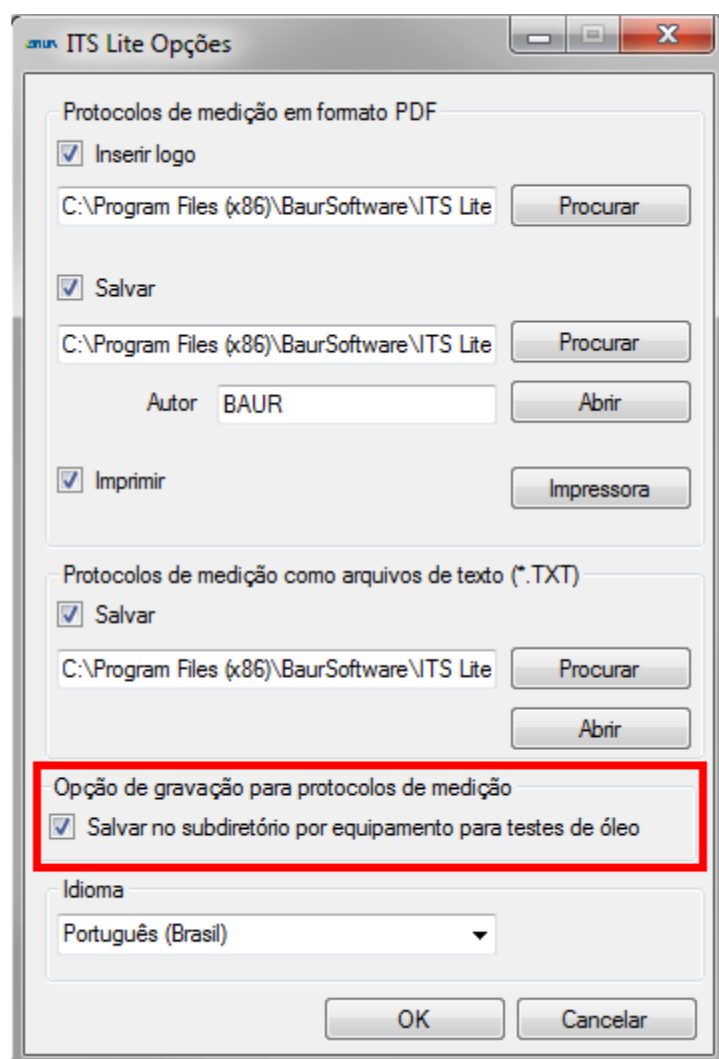 ITS Lite Opções
Protocolos de medição em formato PDF
Inserir logo
C:\Program Files (x86)\BaurSoftware\ITS Lite Procurar
Salvar
C:\Program Files (x86)\BaurSoftware\ITS Lite Procurar
Autor BAUR Abrir
Imprimir Impressora
Protocolos de medição como arquivos de texto (*.TXT)
Salvar
C:\Program Files (x86)\BaurSoftware\ITS Lite Procurar
Abrir
Opção de gravação para protocolos de medição
Salvar no subdiretório por equipamento para testes de óleo
Idioma
Português (Brasil)
OK Cancelar